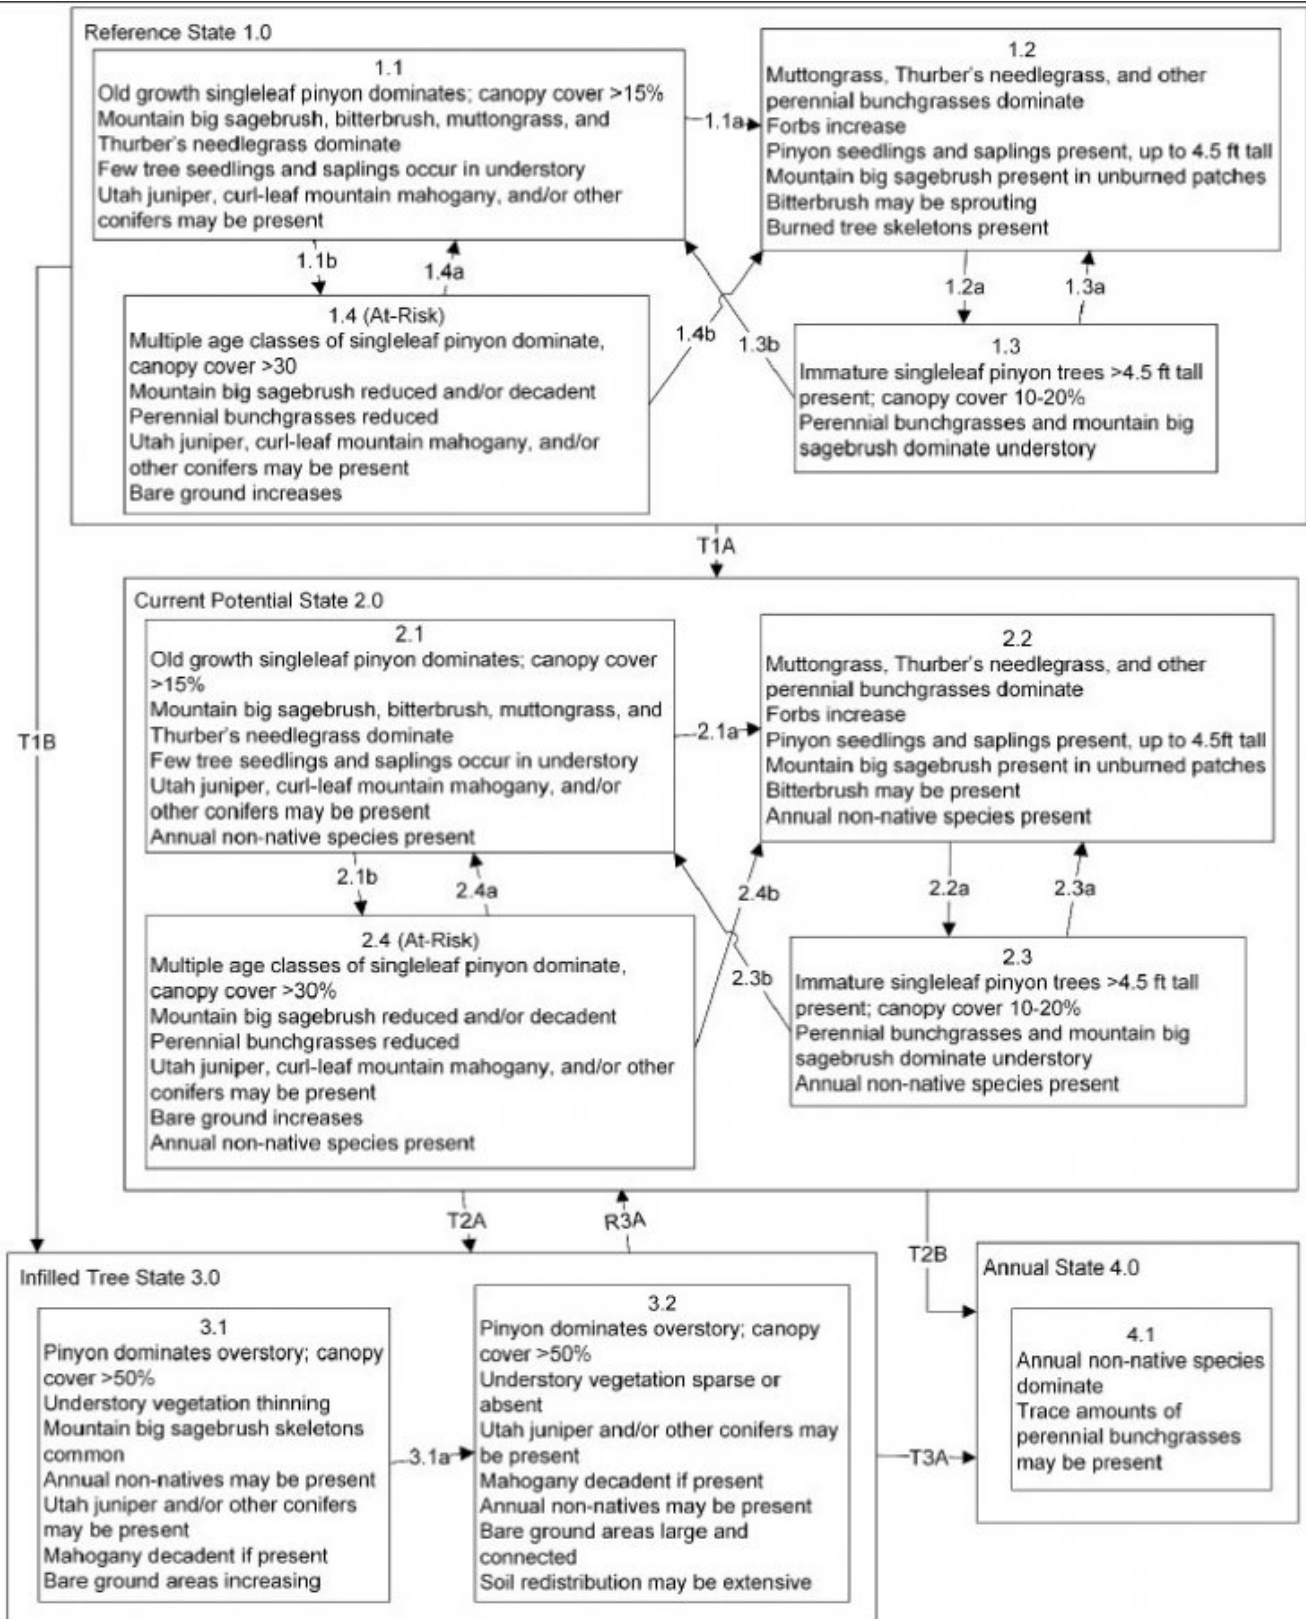 Reference State 1.0
1.1
Old growth singleleaf pinyon dominates; canopy cover >15%
Mountain big sagebrush, bitterbrush, muttongrass, and
Thurber's needlegrass dominate
Few tree seedlings and saplings occur in understory
Utah juniper, curl-leaf mountain mahogany, and/or other
conifers may be present
1.1a
1.2
Muttongrass, Thurber's needlegrass, and other
perennial bunchgrasses dominate
Forbs increase
Pinyon seedlings and saplings present, up to 4.5 ft tall
Mountain big sagebrush present in unburned patches
Bitterbrush may be sprouting
Burned tree skeletons present
1.1b
1.4a
1.4b
1.3b
1.2a
1.3a
1.4 (At-Risk)
Multiple age classes of singleleaf pinyon dominate,
canopy cover >30
Mountain big sagebrush reduced and/or decadent
Perennial bunchgrasses reduced
Utah juniper, curl-leaf mountain mahogany, and/or
other conifers may be present
Bare ground increases
1.3
Immature singleleaf pinyon trees >4.5 ft tall
present; canopy cover 10-20%
Perennial bunchgrasses and mountain big
sagebrush dominate understory
T1A
T1B
Current Potential State 2.0
2.1
Old growth singleleaf pinyon dominates; canopy cover
>15%
Mountain big sagebrush, bitterbrush, muttongrass, and
Thurber's needlegrass dominate
Few tree seedlings and saplings occur in understory
Utah juniper, curl-leaf mountain mahogany, and/or
other conifers may be present
Annual non-native species present
2.1a
2.2
Muttongrass, Thurber's needlegrass, and other
perennial bunchgrasses dominate
Forbs increase
Pinyon seedlings and saplings present, up to 4.5ft tall
Mountain big sagebrush present in unburned patches
Bitterbrush may be present
Annual non-native species present
2.1b
2.4a
2.4b
2.3b
2.2a
2.3a
2.4 (At-Risk)
Multiple age classes of singleleaf pinyon dominate,
canopy cover >30%
Mountain big sagebrush reduced and/or decadent
Perennial bunchgrasses reduced
Utah juniper, curl-leaf mountain mahogany, and/or other
conifers may be present
Bare ground increases
Annual non-native species present
2.3
Immature singleleaf pinyon trees >4.5 ft tall
present; canopy cover 10-20%
Perennial bunchgrasses and mountain big
sagebrush dominate understory
Annual non-native species present
T2A
R3A
T2B
Infilled Tree State 3.0
3.1
Pinyon dominates overstory; canopy
cover >50%
Understory vegetation thinning
Mountain big sagebrush skeletons
common
Annual non-natives may be present
Utah juniper and/or other conifers
may be present
Mahogany decadent if present
Bare ground areas increasing
3.1a
3.2
Pinyon dominates overstory; canopy
cover >50%
Understory vegetation sparse or
absent
Utah juniper and/or other conifers may
be present
Mahogany decadent if present
Annual non-natives may be present
Bare ground areas large and
connected
Soil redistribution may be extensive
T3A
Annual State 4.0
4.1
Annual non-native species
dominate
Trace amounts of
perennial bunchgrasses
may be present